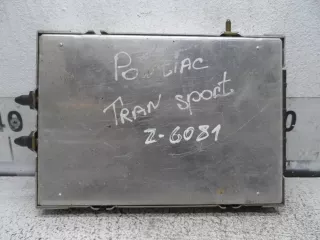 Pontiac
TRAN sport
Z-6081